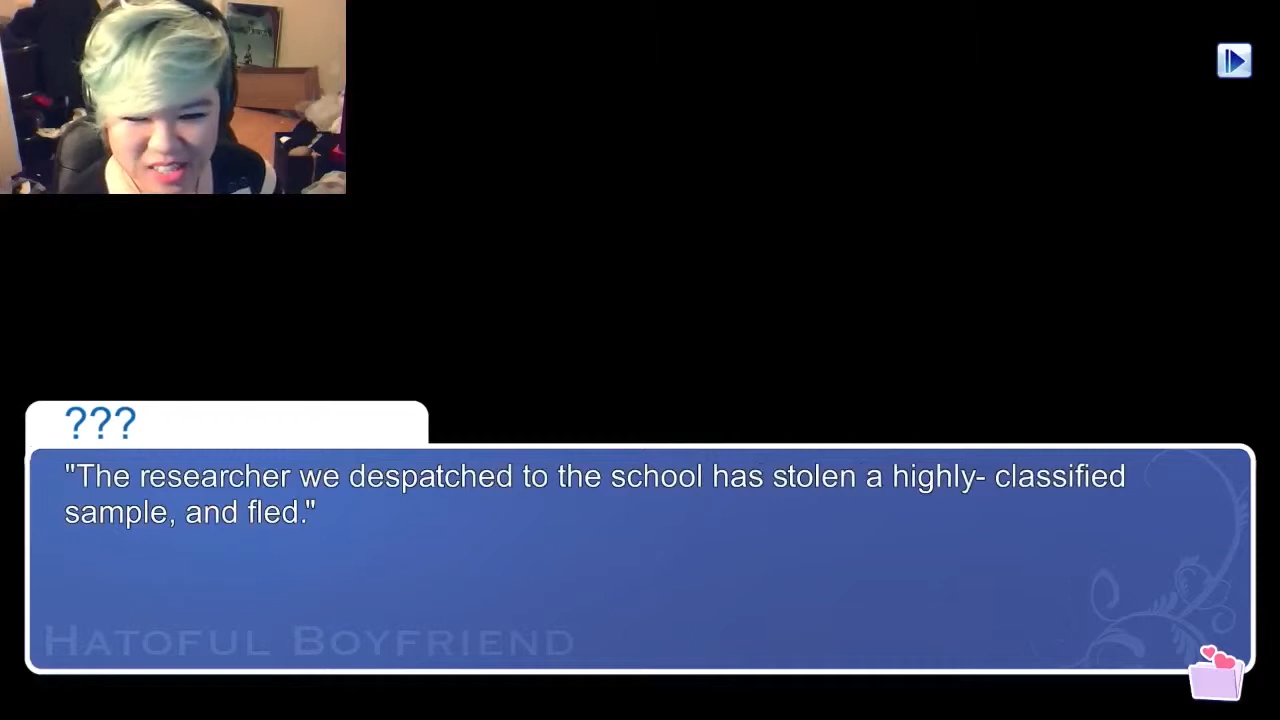 ???
"The researcher we despatched to the school has stolen a highly- classified
sample, and fled."
HATOFUL BOYFRIEND